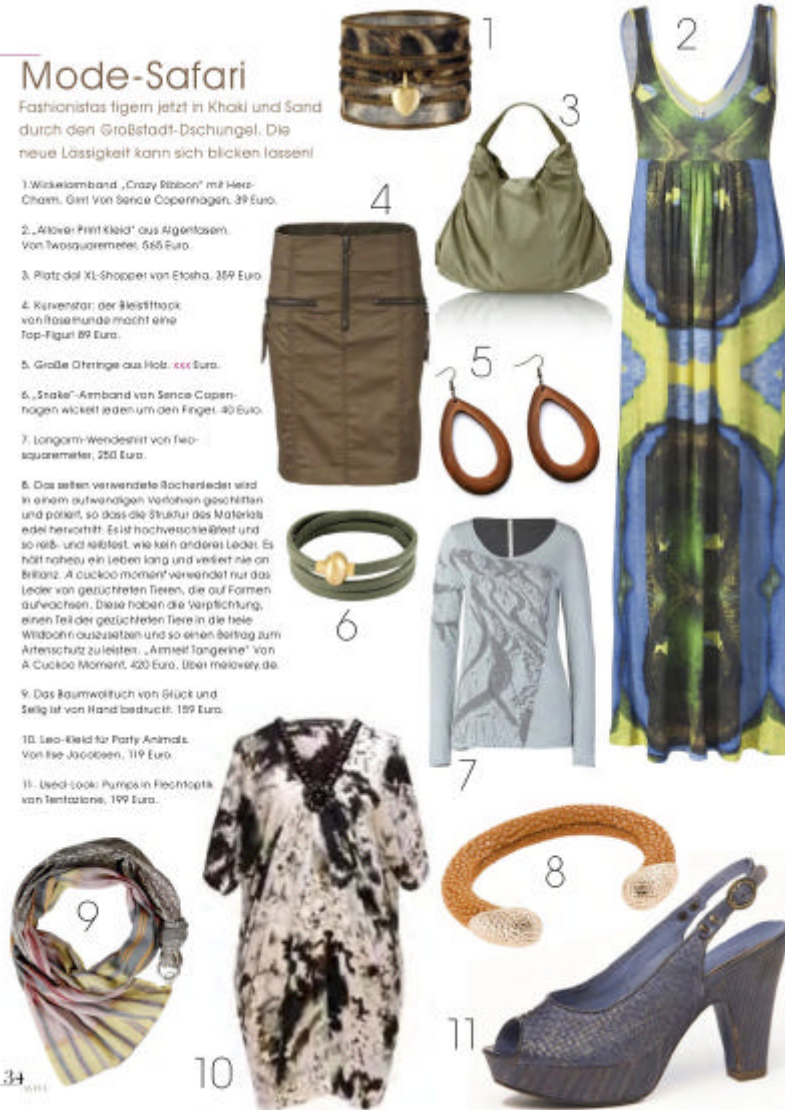 Mode-Safari
Fashionistas tigern jetzt in Khaki und Sand
durch den Großstadt-Dschungel. Die
neue Lässigkeit kann sich blicken lassen!
1.Wickelarmband „Crazy Ribbon" mit Herz-
Charm. Grrr! Von Sence Copenhagen, 39 Euro.
2. „Allover Print Kleid" aus Algenfasern.
Von Twosquaremeter, 565 Euro.
3. Platz da! XL-Shopper von Etosha, 359 Euro.
4. Kurvenstar: der Bleistiftrock
von Rosemunde macht eine
Top-Figur! 89 Euro.
5. Große Ohrringe aus Holz. xxx Euro.
6. „Snake"-Armband von Sence Copen-
hagen wickelt jeden um den Finger. 40 Euro.
7. Langarm-Wendeshirt von Two-
squaremeter, 250 Euro.
8. Das selten verwendete Rochenleder wird
in einem aufwendigen Verfahren geschliffen
und poliert, so dass die Struktur des Materials
edel hervortritt. Es ist hochverschleißfest und
so reiß- und reibfest, wie kein anderes Leder. Es
hält nahezu ein Leben lang und verliert nie an
Brillanz. A cuckoo moment verwendet nur das
Leder von gezüchteten Tieren, die auf Farmen
aufwachsen. Diese haben die Verpflichtung,
einen Teil der gezüchteten Tiere in die freie
Wildbahn auszusetzen und so einen Beitrag zum
Artenschutz zu leisten. „Armreif Tangerine" Von
A Cuckoo Moment, 420 Euro. Über melovely.de.
9. Das Baumwolltuch von Glück und
Selig ist von Hand bedruckt. 159 Euro.
10. Leo-Kleid für Party Animals.
Von Ilse Jacobsen, 119 Euro.
11. Used-Look: Pumps in Flechtoptik
von Tentazione, 199 Euro.
1
2
3
4
5
6
7
8
9
10
11
34